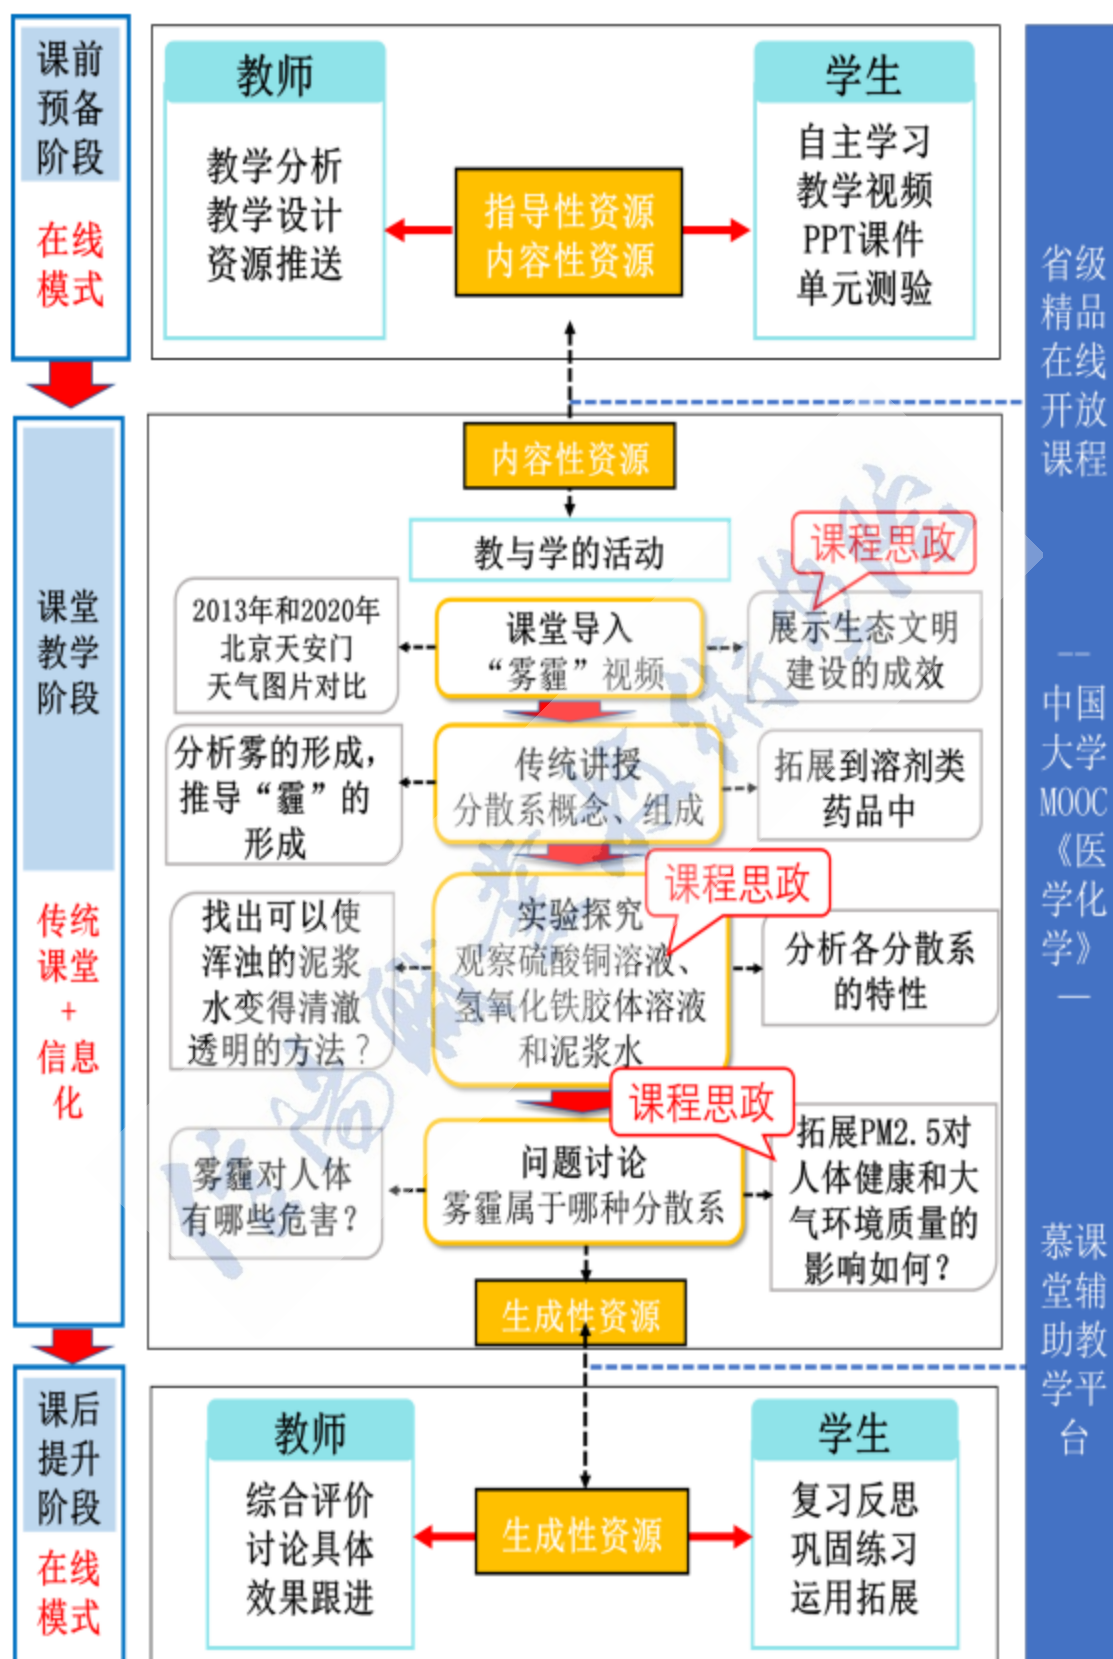 课前
预备
阶段
在线
模式
教师
教学分析
教学设计
资源推送
指导性资源
内容性资源
学生
自主学习
教学视频
PPT课件
单元测验
课堂
教学
阶段
传统
课堂
+
信息
化
内容性资源
教与学的活动
2013年和2020年
北京天安门
天气图片对比
课堂导入
“雾霾”视频
课程思政
展示生态文明
建设的成效
分析雾的形成，
推导“霾”的
形成
传统讲授
分散系概念、组成
拓展到溶剂类
药品中
找出可以使
浑浊的泥浆
水变得清澈
透明的方法？
实验探究
观察硫酸铜溶液、
氢氧化铁胶体溶液
和泥浆水
课程思政
分析各分散系
的特性
雾霾对人体
有哪些危害？
问题讨论
雾霾属于哪种分散系
课程思政
拓展PM2.5对
人体健康和大
气环境质量的
影响如何？
生成性资源
课后
提升
阶段
在线
模式
教师
综合评价
讨论具体
效果跟进
生成性资源
学生
复习反思
巩固练习
运用拓展
省级
精品
在线
开放
课程
——
中国
大学
MOOC
《医
学化
学》
—
慕课
堂辅
助教
学平
台